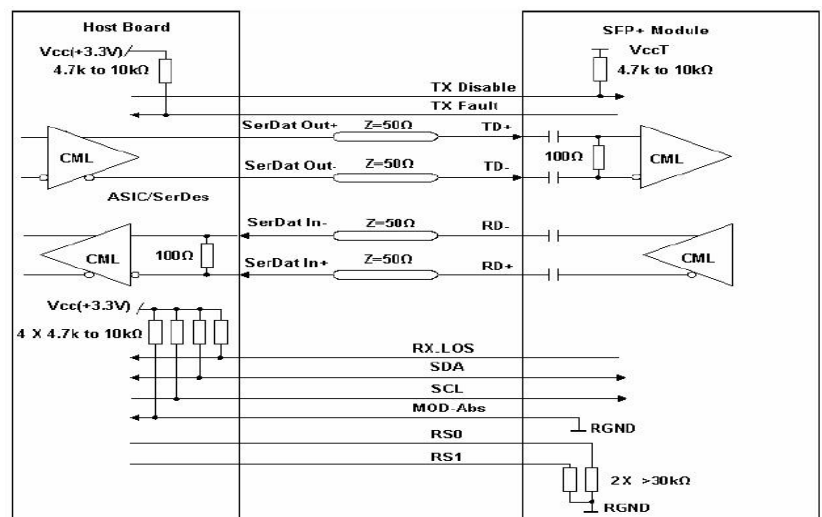 Host Board
SFP+ Module
Vcc(+3.3V)
4.7k to 10kΩ
VccT
4.7k to 10kΩ
TX Disable
TX Fault
SerDat Out+
Z=50Ω
TD+
CML
100Ω
CML
SerDat Out-
Z=50Ω
TD-
ASIC/SerDes
SerDat In-
Z=50Ω
RD-
100Ω
CML
CML
SerDat In+
Z=50Ω
RD+
Vcc(+3.3V)
4 X 4.7k to 10kΩ
RX-LOS
SDA
SCL
MOD-Abs
RGND
RS0
RS1
2X >30kΩ
RGND